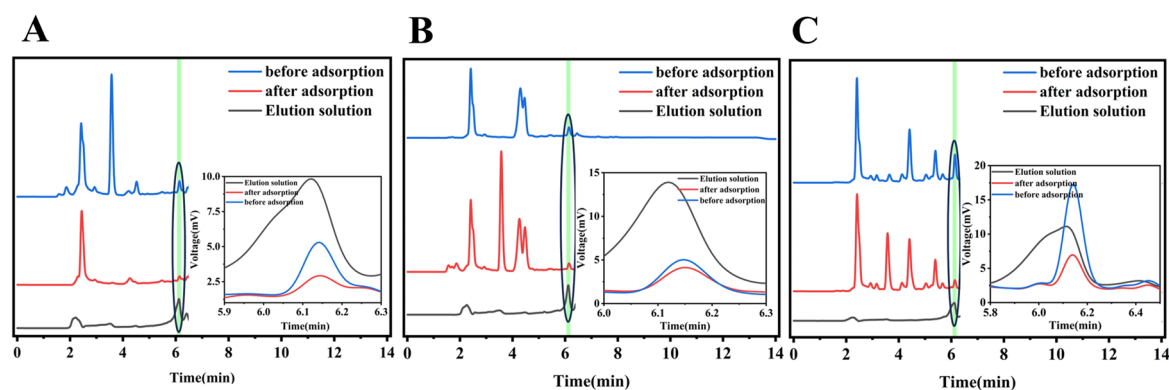 A
before adsorption
after adsorption
Elution solution
10.0
7.5
5.0
2.5
Voltage(mV)
Elution solution
after adsorption
before adsorption
5.9 6.0 6.1 6.2 6.3
Time(min)
0 2 4 6 8 10 12 14
Time(min)
B
before adsorption
after adsorption
Elution solution
15
10
5
0
Voltage(mV)
Elution solution
after adsorption
before adsorption
6.0 6.1 6.2 6.3
Time(min)
0 2 4 6 8 10 12 14
Time(min)
C
before adsorption
after adsorption
Elution solution
20
15
10
5
0
Voltage(mV)
Elution solution
after adsorption
before adsorption
5.8 6.0 6.2 6.4
Time(min)
0 2 4 6 8 10 12 14
Time(min)